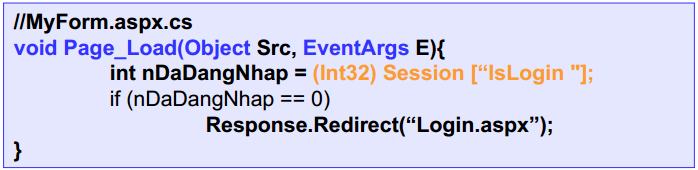 //MyForm.aspx.cs
void Page_Load(Object Src, EventArgs E){
int nDaDangNhap = (Int32) Session [“IsLogin "];
if (nDaDangNhap == 0)
Response.Redirect(“Login.aspx”);
}